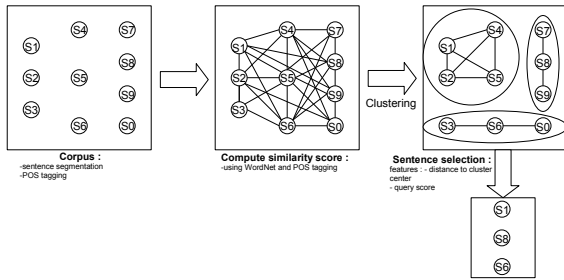 S4
S7
S1
S8
S2
S5
S9
S3
S6
S0
Corpus :
-sentence segmentation
-POS tagging
S4
S7
S1
S8
S2
S5
S9
S3
S6
S0
Compute similarity score :
-using WordNet and POS tagging
Clustering
S4
S7
S1
S8
S2
S5
S9
S3
S6
S0
Sentence selection :
features : - distance to cluster
center
- query score
S1
S8
S6